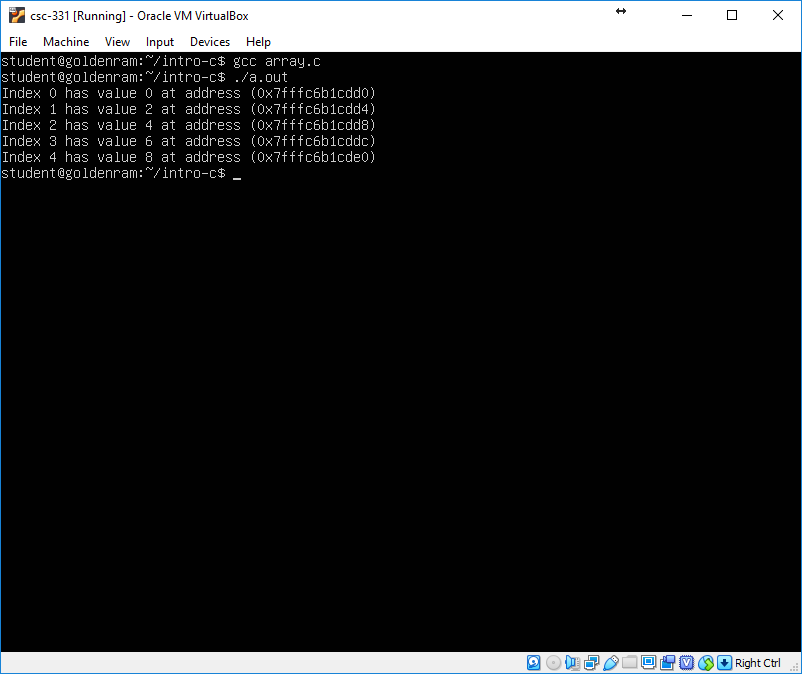 csc-331 [Running] - Oracle VM VirtualBox
File Machine View Input Devices Help
student@goldenram:~/intro-c$ gcc array.c
student@goldenram:~/intro-c$ ./a.out
Index 0 has value 0 at address (0x7fffc6b1cdd0)
Index 1 has value 2 at address (0x7fffc6b1cdd4)
Index 2 has value 4 at address (0x7fffc6b1cdd8)
Index 3 has value 6 at address (0x7fffc6b1cddc)
Index 4 has value 8 at address (0x7fffc6b1cde0)
student@goldenram:~/intro-c$ _
Right Ctrl